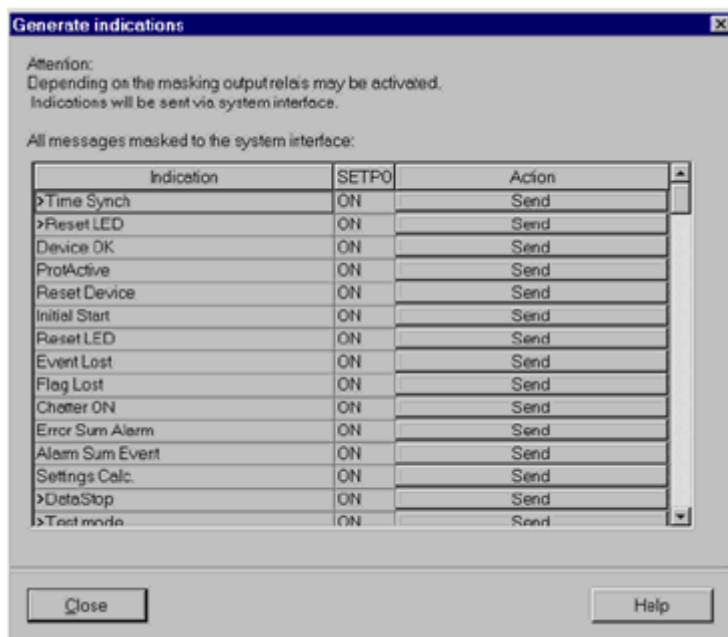 Generate indications
Attention:
Depending on the masking output relais may be activated.
Indications will be sent via system interface.
All messages masked to the system interface:
Indication SETPO Action
>Time Synch ON Send
>Reset LED ON Send
Device OK ON Send
ProtActive ON Send
Reset Device ON Send
Initial Start ON Send
Reset LED ON Send
Event Lost ON Send
Flag Lost ON Send
Chatter ON ON Send
Error Sum Alarm ON Send
Alarm Sum Event ON Send
Settings Calc. ON Send
>DataStop ON Send
>Test mode ON Send
Close Help